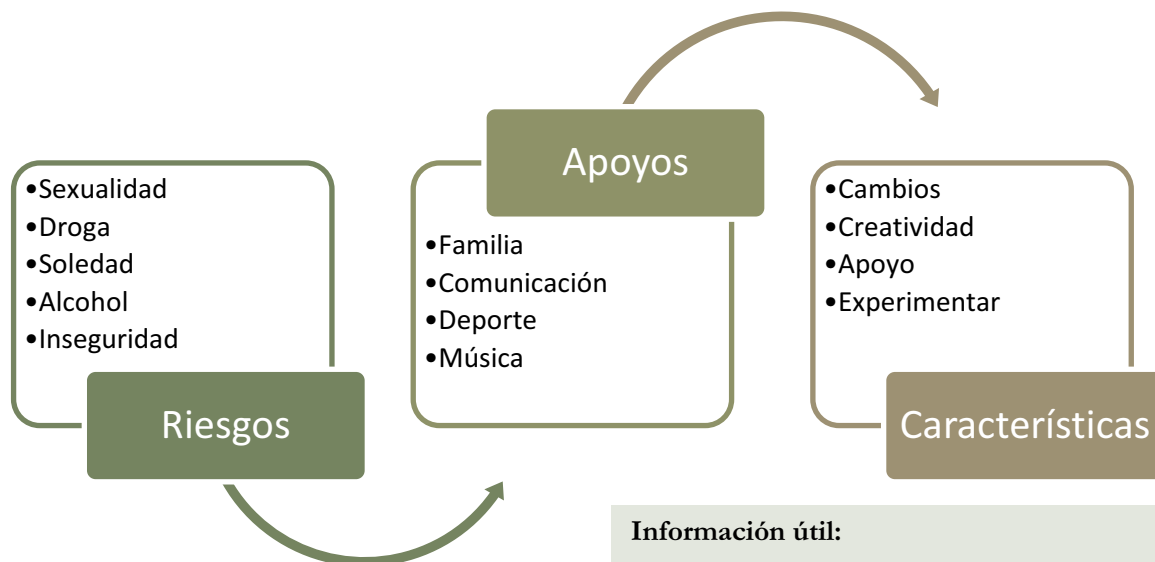 •Sexualidad
•Droga
•Soledad
•Alcohol
•Inseguridad
Riesgos
Apoyos
•Familia
•Comunicación
•Deporte
•Música
•Cambios
•Creatividad
•Apoyo
•Experimentar
Características
Información útil: